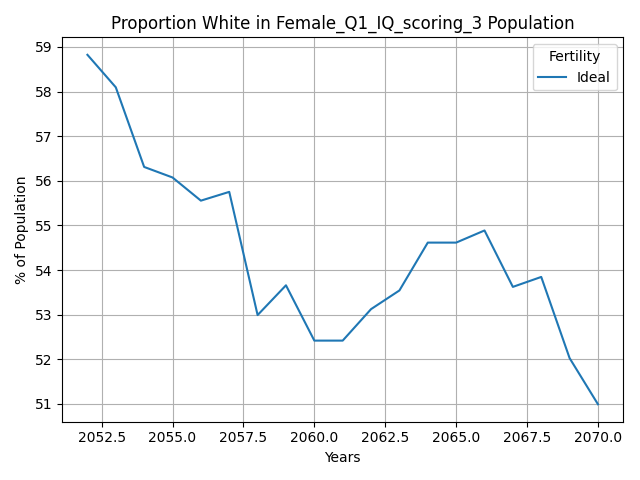 Proportion White in Female_Q1_IQ_scoring_3 Population
Fertility
Ideal
% of Population
59
58
57
56
55
54
53
52
51
2052.5 2055.0 2057.5 2060.0 2062.5 2065.0 2067.5 2070.0
Years